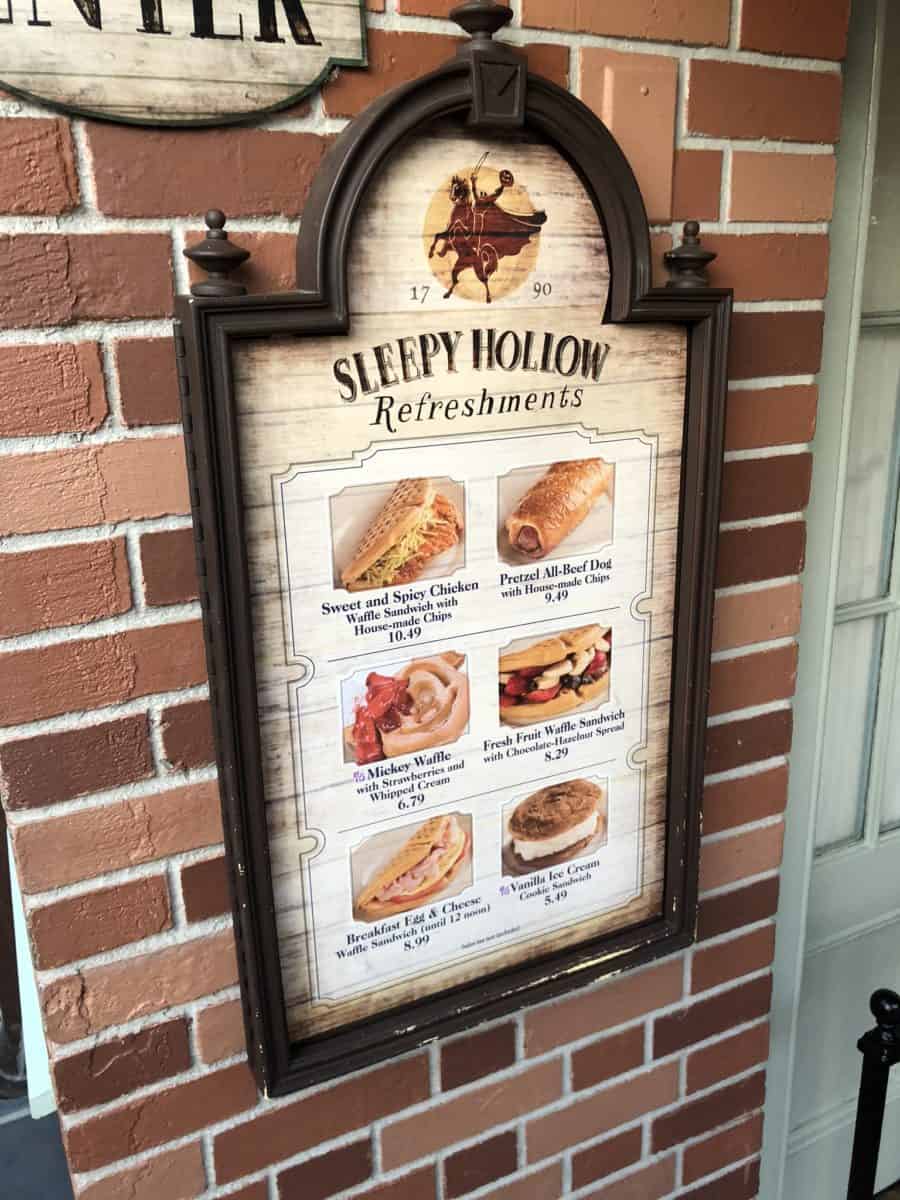 17 90
SLEEPY HOLLOW
Refreshments
Sweet and Spicy Chicken
Waffle Sandwich with
House-made Chips
10.49
Pretzel All-Beef Dog
with House-made Chips
9.49
Mickey Waffle
with Strawberries and
Whipped Cream
6.79
Fresh Fruit Waffle Sandwich
with Chocolate-Hazelnut Spread
8.29
Breakfast Egg & Cheese
Waffle Sandwich (until 12 noon)
8.99
Vanilla Ice Cream
Cookie Sandwich
5.49